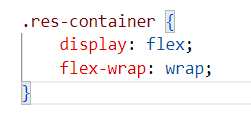 .res-container {
    display: flex;
    flex-wrap: wrap;
}